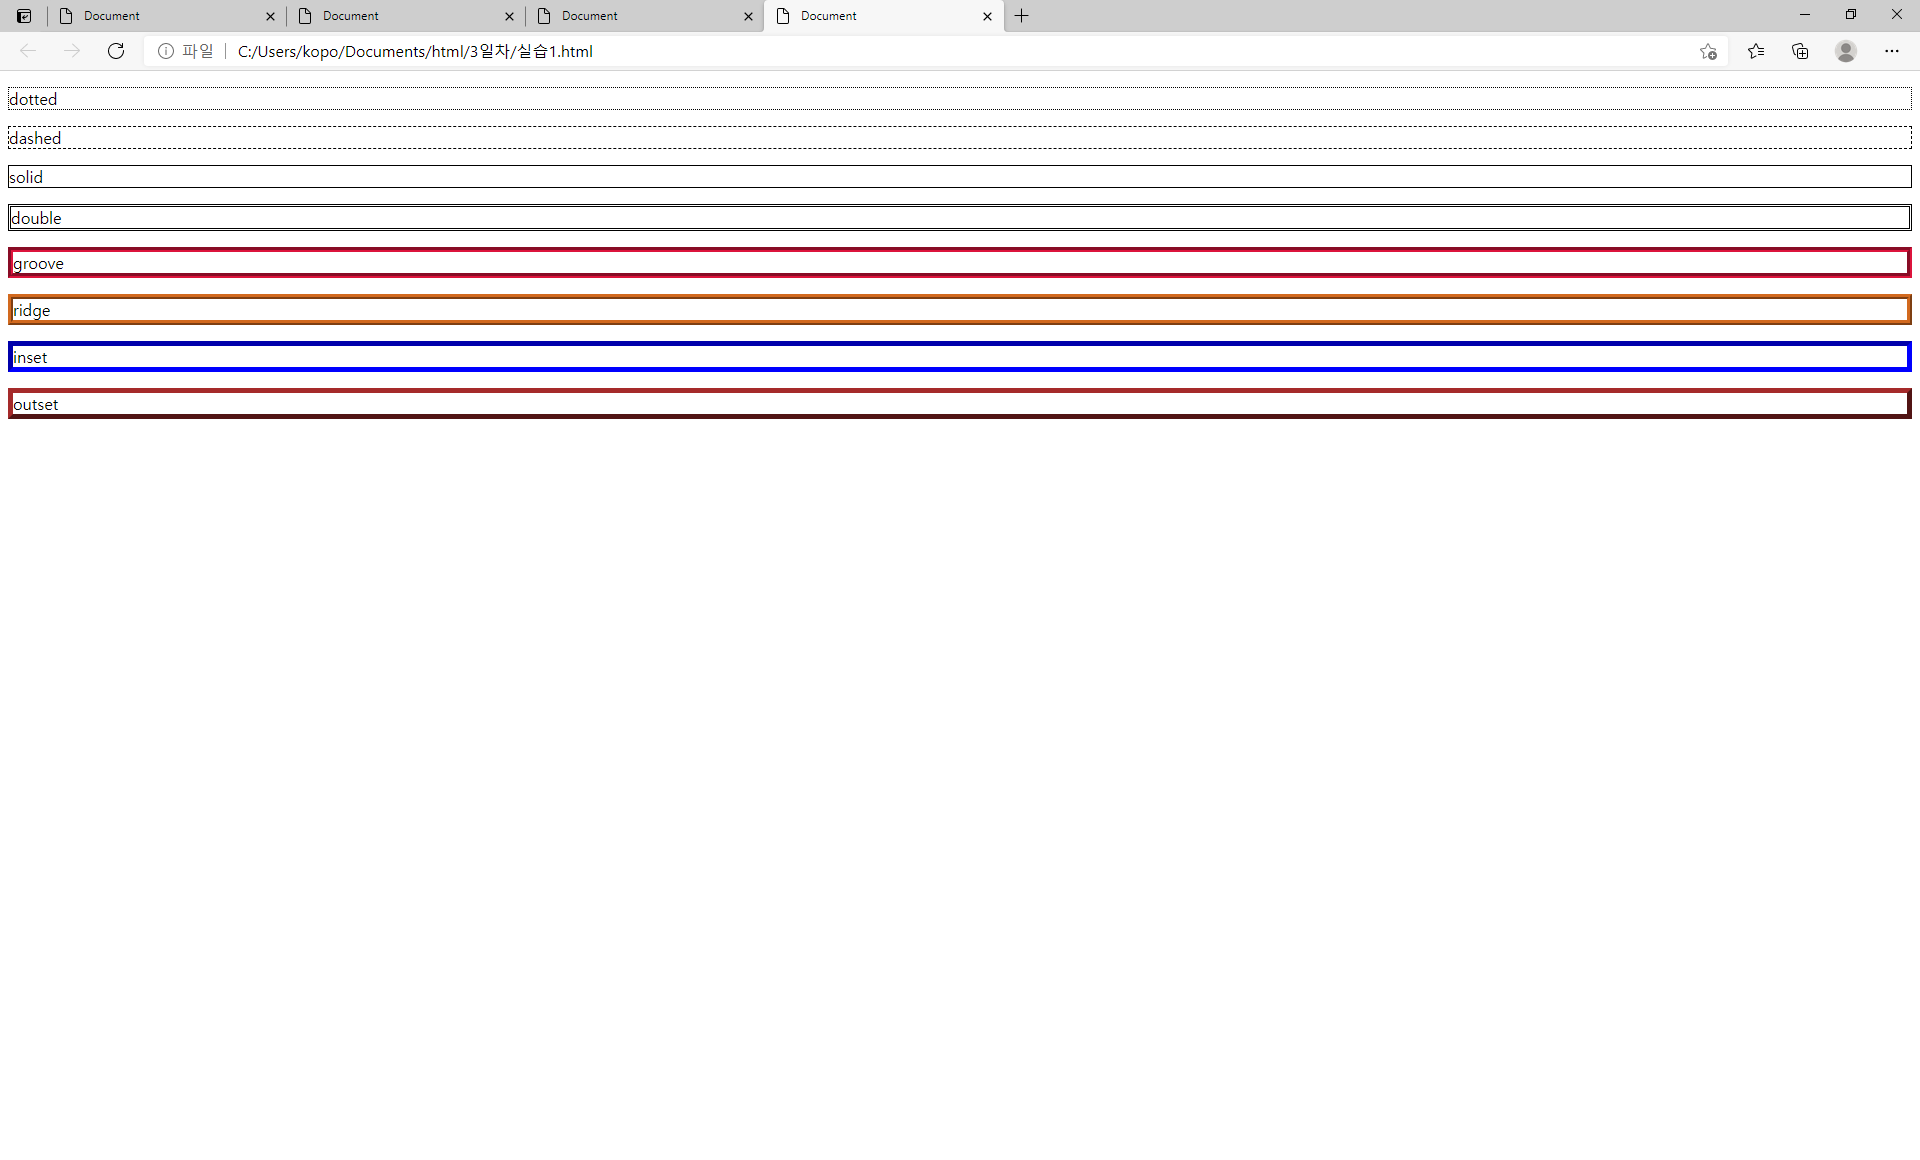 Document Document Document Document
파일 C:/Users/kopo/Documents/html/3일차/실습1.html
dotted
dashed
solid
double
groove
ridge
inset
outset